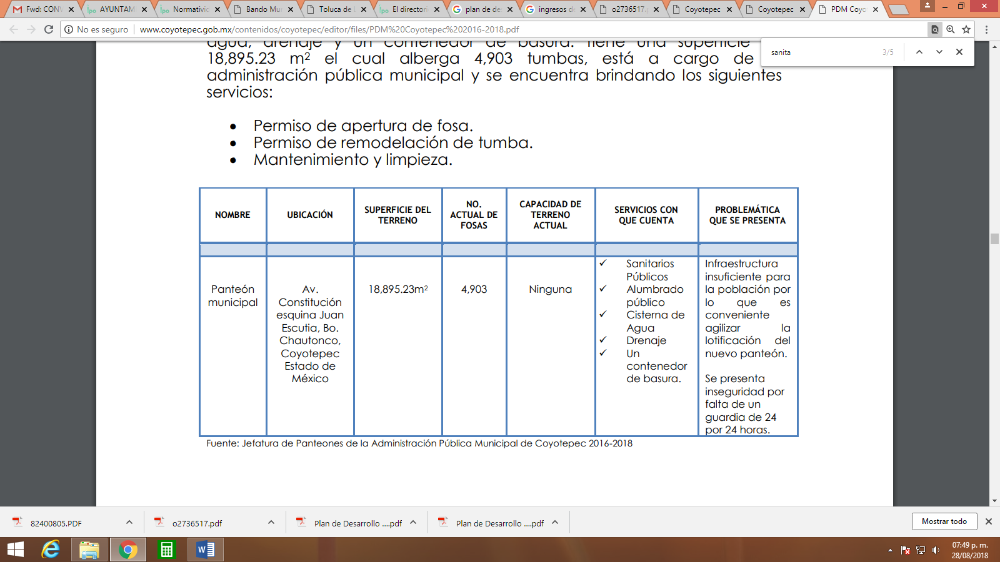 Fwd: CONV
AYUNTAM
Normativid
Bando Mun
Toluca de L
El directori
plan de des
ingresos de
o2736517.p
Coyotepec
Coyotepec
PDM Coyo
No es seguro
www.coyotepec.gob.mx/contenidos/coyotepec/editor/files/PDM%20Coyotepec%202016-2018.pdf
sanita
3/5
agua, drenaje y un contenedor de basura. Tiene una superficie
18,895.23 m² el cual alberga 4,903 tumbas, está a cargo de
administración pública municipal y se encuentra brindando los siguientes
servicios:
• Permiso de apertura de fosa.
• Permiso de remodelación de tumba.
• Mantenimiento y limpieza.
NOMBRE
UBICACIÓN
SUPERFICIE DEL
TERRENO
NO.
ACTUAL DE
FOSAS
CAPACIDAD DE
TERRENO
ACTUAL
SERVICIOS CON
QUE CUENTA
PROBLEMÁTICA
QUE SE PRESENTA
Panteón
municipal
Av.
Constitución
esquina Juan
Escutia, Bo.
Chautonco,
Coyotepec
Estado de
México
18,895.23m²
4,903
Ninguna
✓ Sanitarios
Públicos
✓ Alumbrado
público
✓ Cisterna de
Agua
✓ Drenaje
✓ Un
contenedor
de basura.
Infraestructura
insuficiente para
la población por
lo que es
conveniente
agilizar la
lotificación del
nuevo panteón.
Se presenta
inseguridad por
falta de un
guardia de 24
por 24 horas.
Fuente: Jefatura de Panteones de la Administración Pública Municipal de Coyotepec 2016-2018
82400805.PDF
o2736517.pdf
Plan de Desarrollo ....pdf
Plan de Desarrollo ....pdf
Mostrar todo
07:49 p. m.
28/08/2018